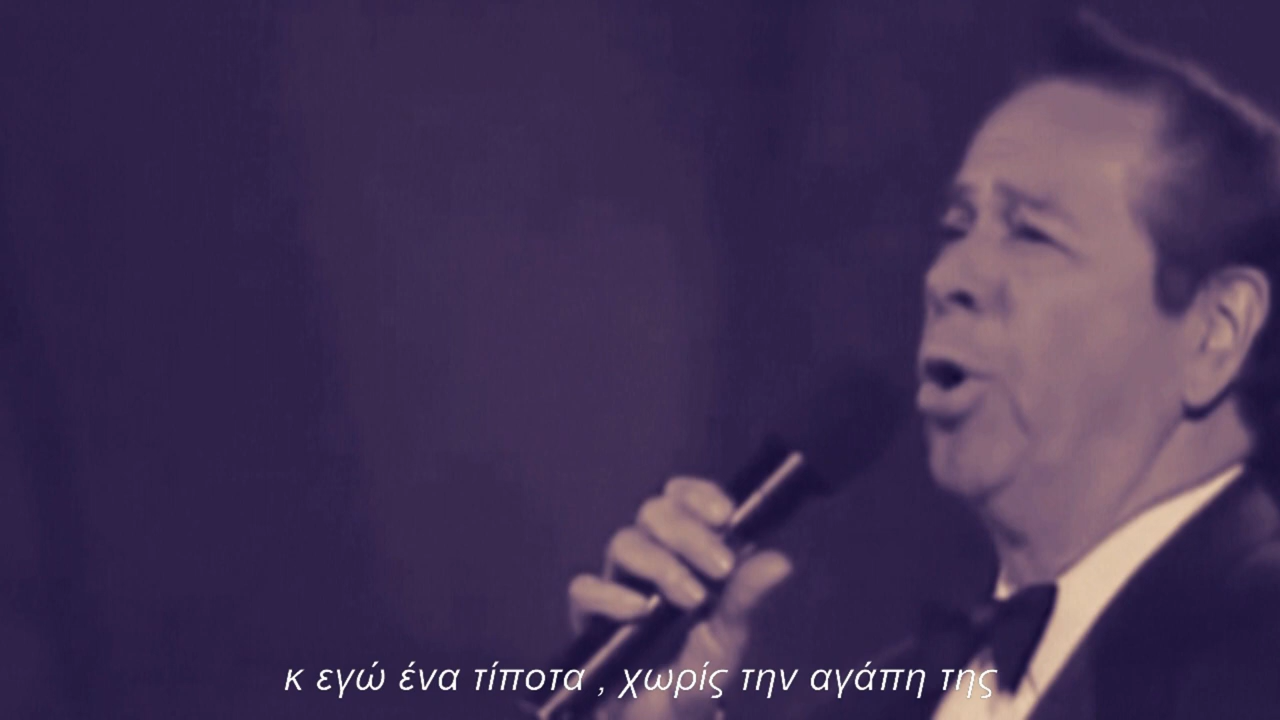 κ εγώ ένα τίποτα , χωρίς την αγάπη της